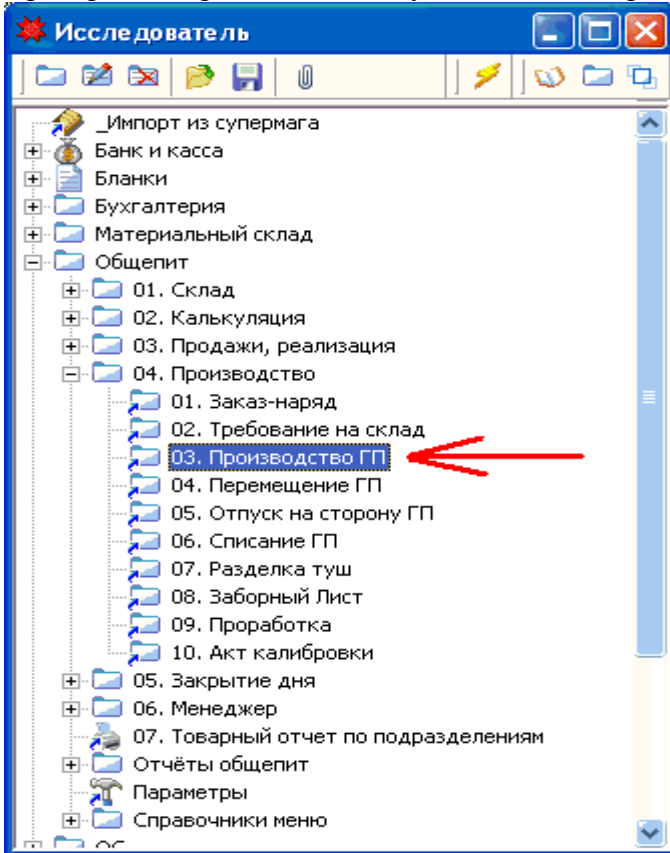 Исследователь
_Импорт из супермага
Банк и касса
Бланки
Бухгалтерия
Материальный склад
Общепит
01. Склад
02. Калькуляция
03. Продажи, реализация
04. Производство
01. Заказ-наряд
02. Требование на склад
03. Производство ГП
04. Перемещение ГП
05. Отпуск на сторону ГП
06. Списание ГП
07. Разделка туш
08. Заборный Лист
09. Проработка
10. Акт калибровки
05. Закрытие дня
06. Менеджер
07. Товарный отчет по подразделениям
Отчёты общепит
Параметры
Справочники меню